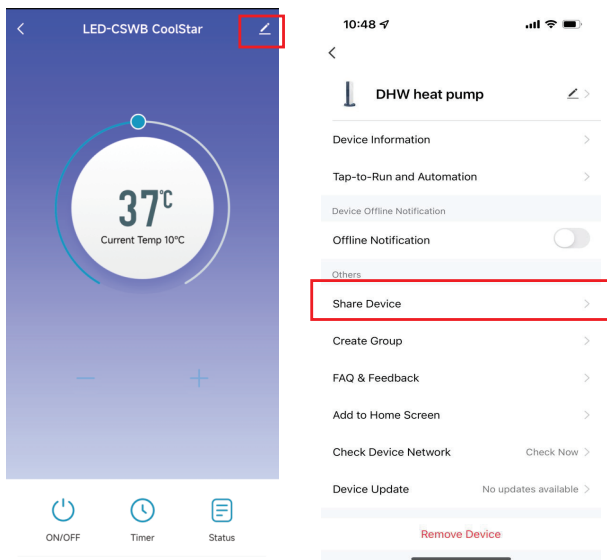 LED-CSWB CoolStar
37°C
Current Temp 10°C
ON/OFF
Timer
Status
10:48
DHW heat pump
Device Information
Tap-to-Run and Automation
Device Offline Notification
Offline Notification
Others
Share Device
Create Group
FAQ & Feedback
Add to Home Screen
Check Device Network Check Now
Device Update No updates available
Remove Device